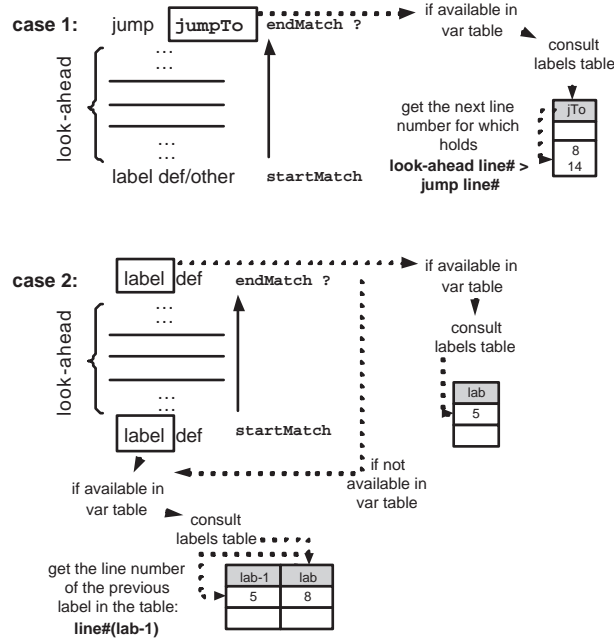 case 1:
jump jumpTo endMatch ?
if available in
var table
consult
labels table
look-ahead
... 
...
...
...
label def/other
startMatch
get the next line
number for which
holds
look-ahead line# >
jump line#
jTo
8
14
case 2:
label def
endMatch ?
if available in
var table
consult
labels table
look-ahead
...
...
...
...
label def
startMatch
lab
5
if not
available in
var table
if available in
var table
consult
labels table
get the line number
of the previous
label in the table:
line#(lab-1)
lab-1 lab
5 8